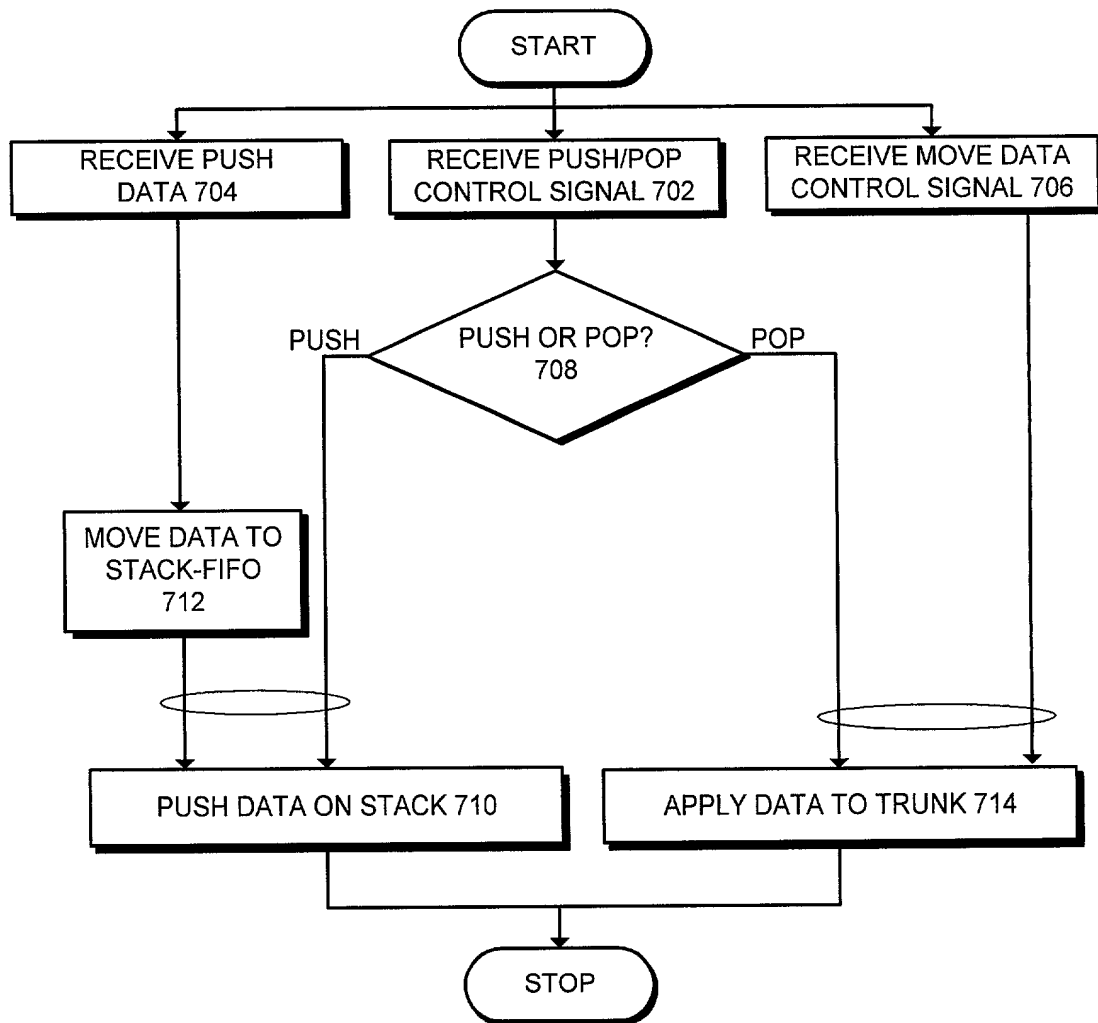 START
RECEIVE PUSH
DATA 704
RECEIVE PUSH/POP
CONTROL SIGNAL 702
RECEIVE MOVE DATA
CONTROL SIGNAL 706
PUSH
PUSH OR POP?
708
POP
MOVE DATA TO
STACK-FIFO
712
PUSH DATA ON STACK 710
APPLY DATA TO TRUNK 714
STOP